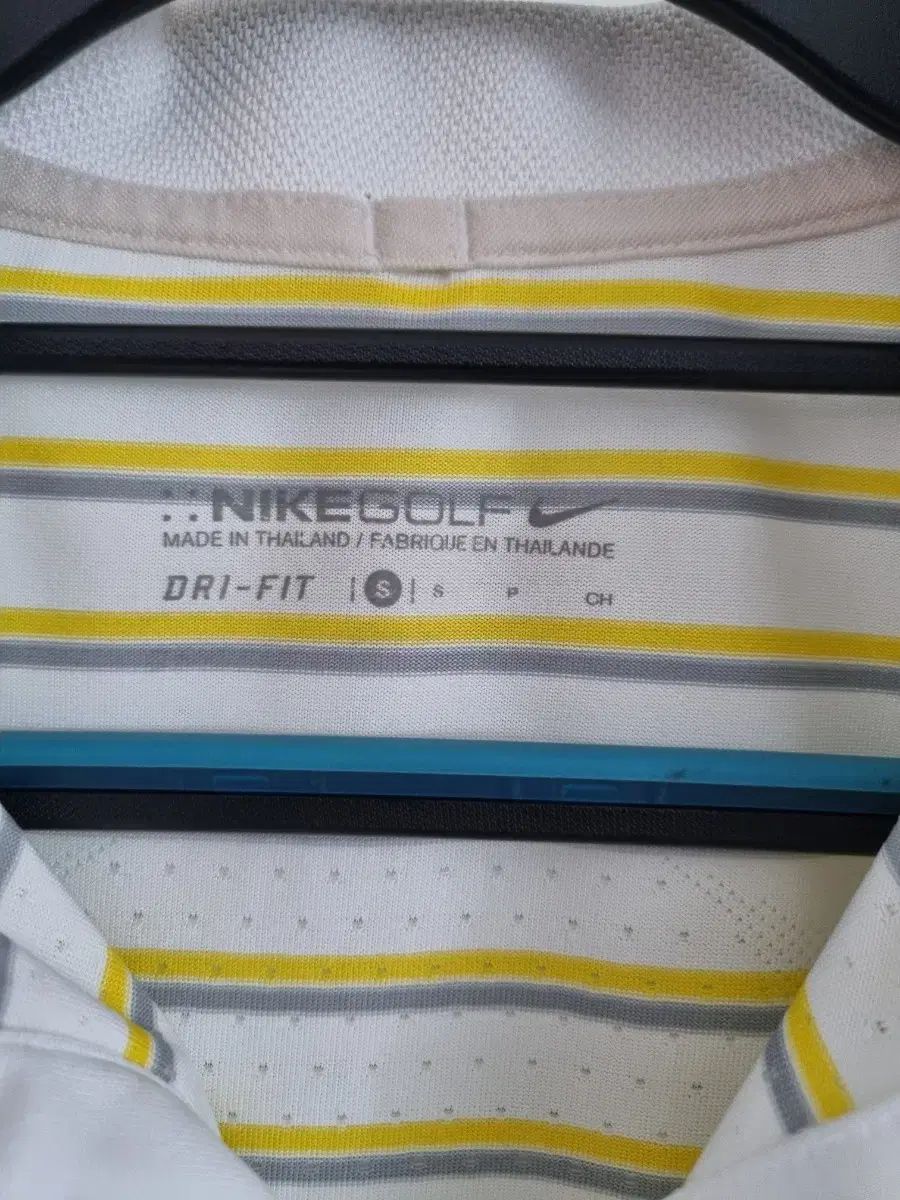 NIKEGOLF
MADE IN THAILAND / FABRIQUE EN THAILANDE
DRI-FIT | S | S P CH